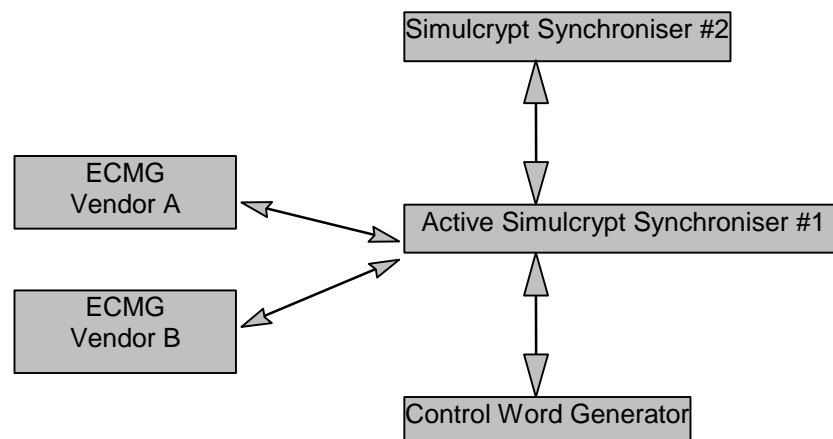 Simulcrypt Synchroniser #2
ECMG
Vendor A
Active Simulcrypt Synchroniser #1
ECMG
Vendor B
Control Word Generator